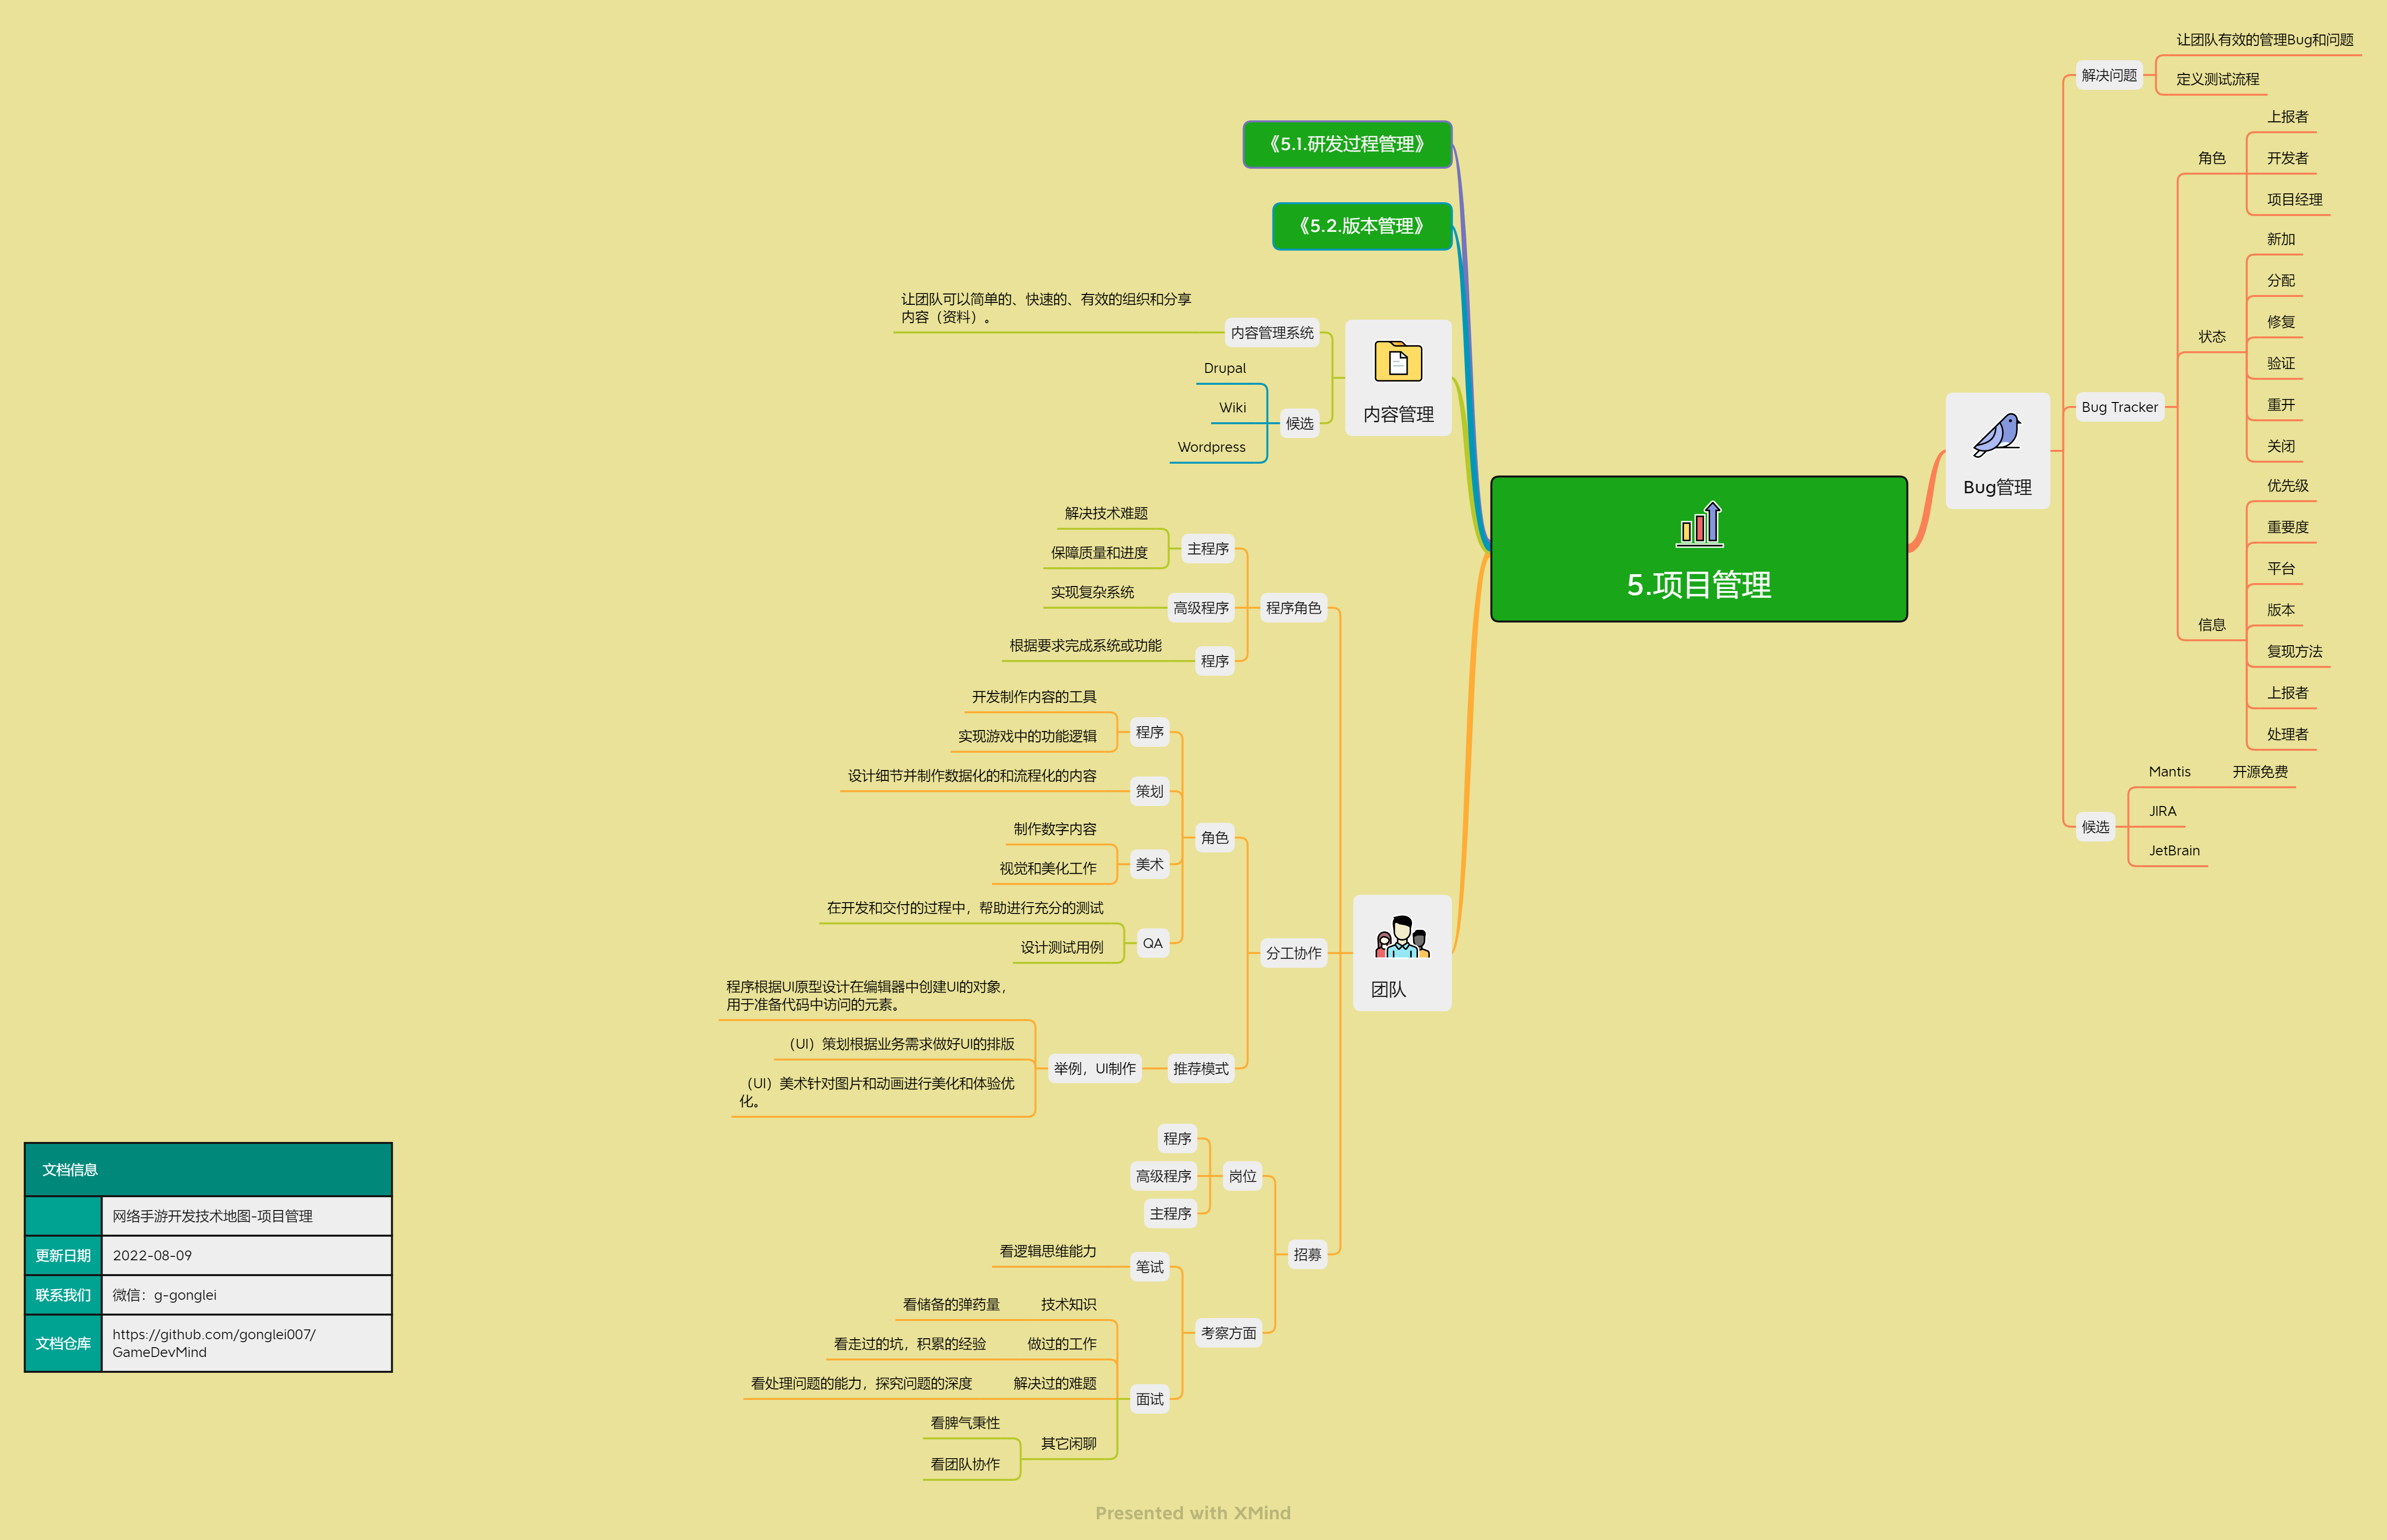 5.项目管理
Bug管理
解决问题
让团队有效的管理Bug和问题
定义测试流程
Bug Tracker
角色
上报者
开发者
项目经理
状态
新加
分配
修复
验证
重开
关闭
信息
优先级
重要度
平台
版本
复现方法
上报者
处理者
候选
Mantis
开源免费
JIRA
JetBrain
《5.1.研发过程管理》
《5.2.版本管理》
内容管理
内容管理系统
让团队可以简单的、快速的、有效的组织和分享
内容（资料）。
候选
Drupal
Wiki
Wordpress
团队
程序角色
主程序
解决技术难题
保障质量和进度
高级程序
实现复杂系统
程序
根据要求完成系统或功能
分工协作
角色
程序
开发制作内容的工具
实现游戏中的功能逻辑
策划
设计细节并制作数据化的和流程化的内容
美术
制作数字内容
视觉和美化工作
QA
在开发和交付的过程中，帮助进行充分的测试
设计测试用例
推荐模式
举例，UI制作
程序根据UI原型设计在编辑器中创建UI的对象，
用于准备代码中访问的元素。
（UI）策划根据业务需求做好UI的排版
（UI）美术针对图片和动画进行美化和体验优
化。
招募
岗位
程序
高级程序
主程序
考察方面
笔试
看逻辑思维能力
面试
技术知识
看储备的弹药量
做过的工作
看走过的坑，积累的经验
解决过的难题
看处理问题的能力，探究问题的深度
其它闲聊
看脾气秉性
看团队协作
文档信息
网络手游开发技术地图-项目管理
更新日期
2022-08-09
联系我们
微信：g-gonglei
文档仓库
https://github.com/gonglei007/
GameDevMind
Presented with XMind